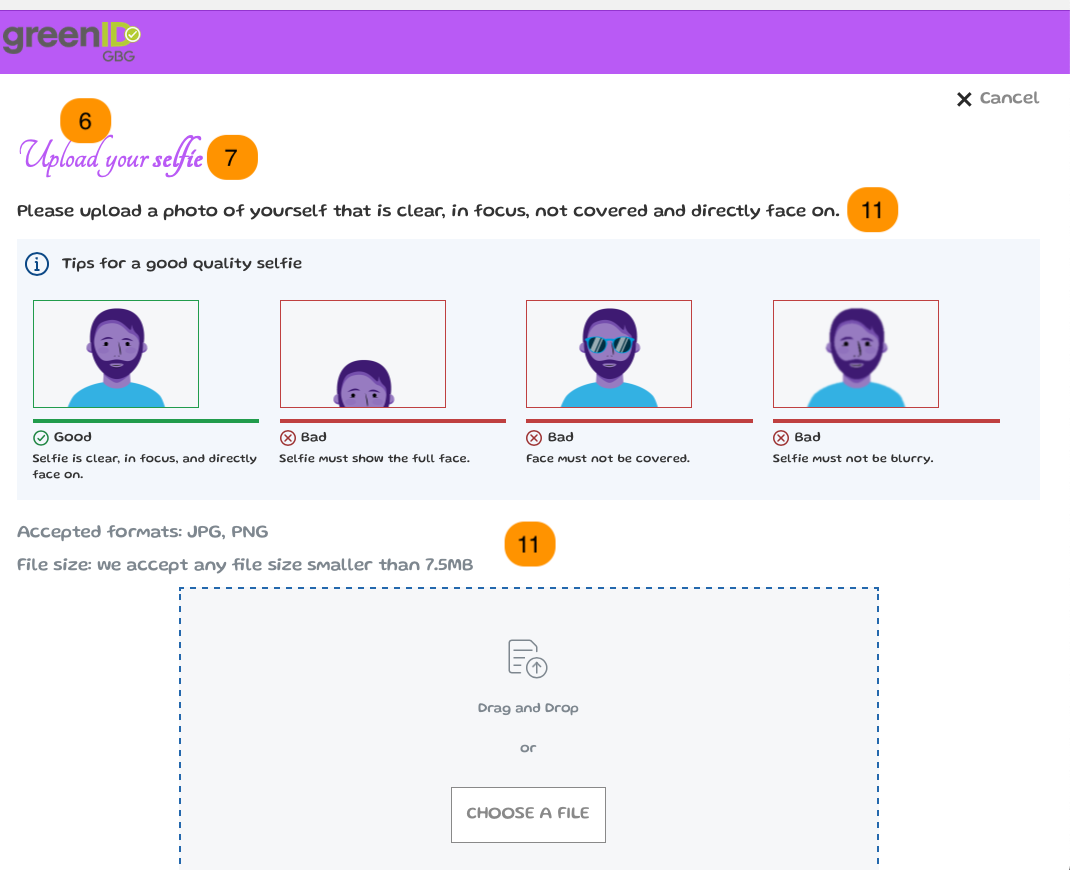 greenID
GBG
Cancel
6
Upload your selfie 7
Please upload a photo of yourself that is clear, in focus, not covered and directly face on. 11
Tips for a good quality selfie
Good
Selfie is clear, in focus, and directly
face on.
Bad
Selfie must show the full face.
Bad
Face must not be covered.
Bad
Selfie must not be blurry.
Accepted formats: JPG, PNG
11
File size: we accept any file size smaller than 7.5MB
Drag and Drop
or
CHOOSE A FILE